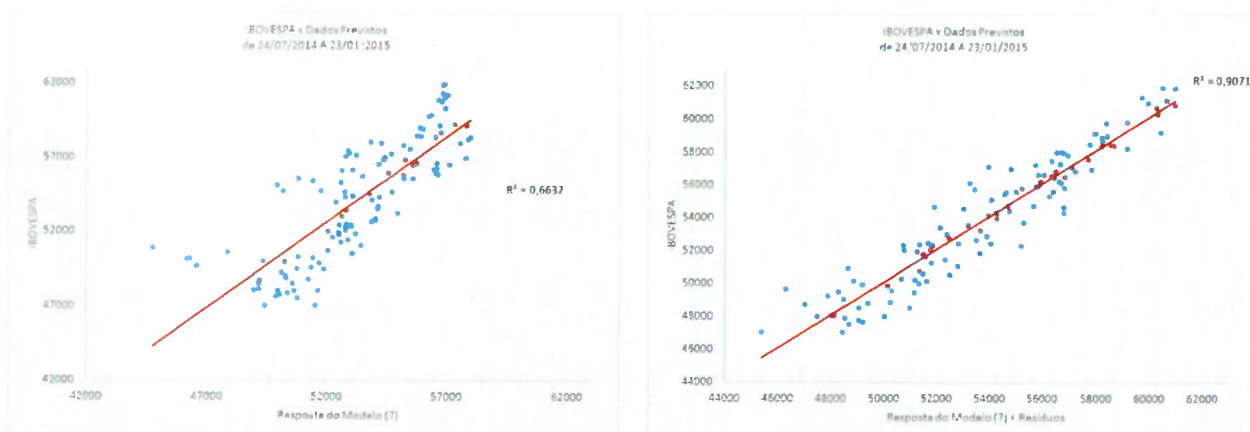 IBOVESPA x Dados Previstos
de 24/07/2014 A 23/01/2015
62000
57000
52000
47000
42000
IBOVESPA
R² = 0,6632
42000 47000 52000 57000 62000
Resposta do Modelo (7)
IBOVESPA x Dados Previstos
de 24/07/2014 A 23/01/2015
62000
60000
58000
56000
54000
52000
50000
48000
46000
44000
IBOVESPA
R² = 0,9071
44000 46000 48000 50000 52000 54000 56000 58000 60000 62000
Resposta do Modelo (7) + Resíduos